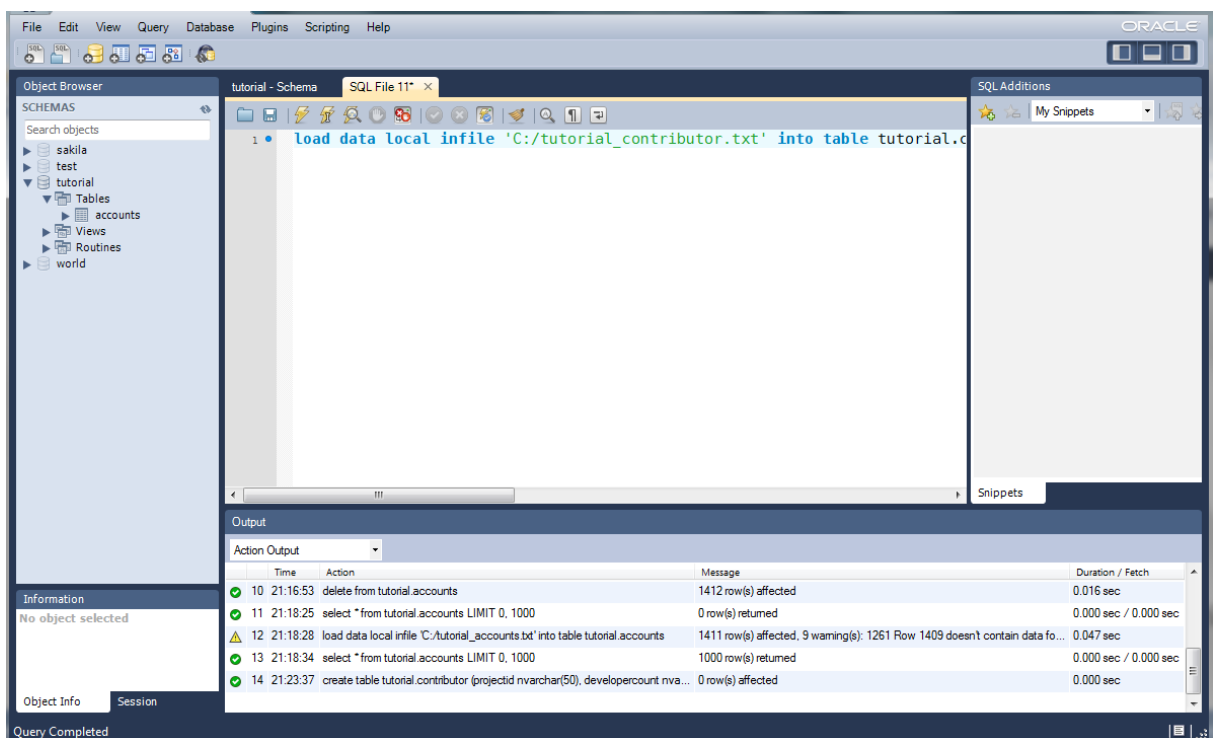 File Edit View Query Database Plugins Scripting Help
ORACLE
SQL SQL
Object Browser
SCHEMAS
Search objects
sakila
test
tutorial
Tables
accounts
Views
Routines
world
Information
No object selected
Object Info Session
Query Completed
tutorial - Schema SQL File 11* ×
1 load data local infile 'C:/tutorial_contributor.txt' into table tutorial.c
SQL Additions
My Snippets
Snippets
Output
Action Output
Time Action Message Duration / Fetch
10 21:16:53 delete from tutorial.accounts 1412 row(s) affected 0.016 sec
11 21:18:25 select * from tutorial.accounts LIMIT 0, 1000 0 row(s) returned 0.000 sec / 0.000 sec
12 21:18:28 load data local infile 'C:/tutorial_accounts.txt' into table tutorial.accounts 1411 row(s) affected, 9 warning(s): 1261 Row 1409 doesn't contain data fo... 0.047 sec
13 21:18:34 select * from tutorial.accounts LIMIT 0, 1000 1000 row(s) returned 0.000 sec / 0.000 sec
14 21:23:37 create table tutorial.contributor (projectid nvarchar(50), developercount nva... 0 row(s) affected 0.000 sec